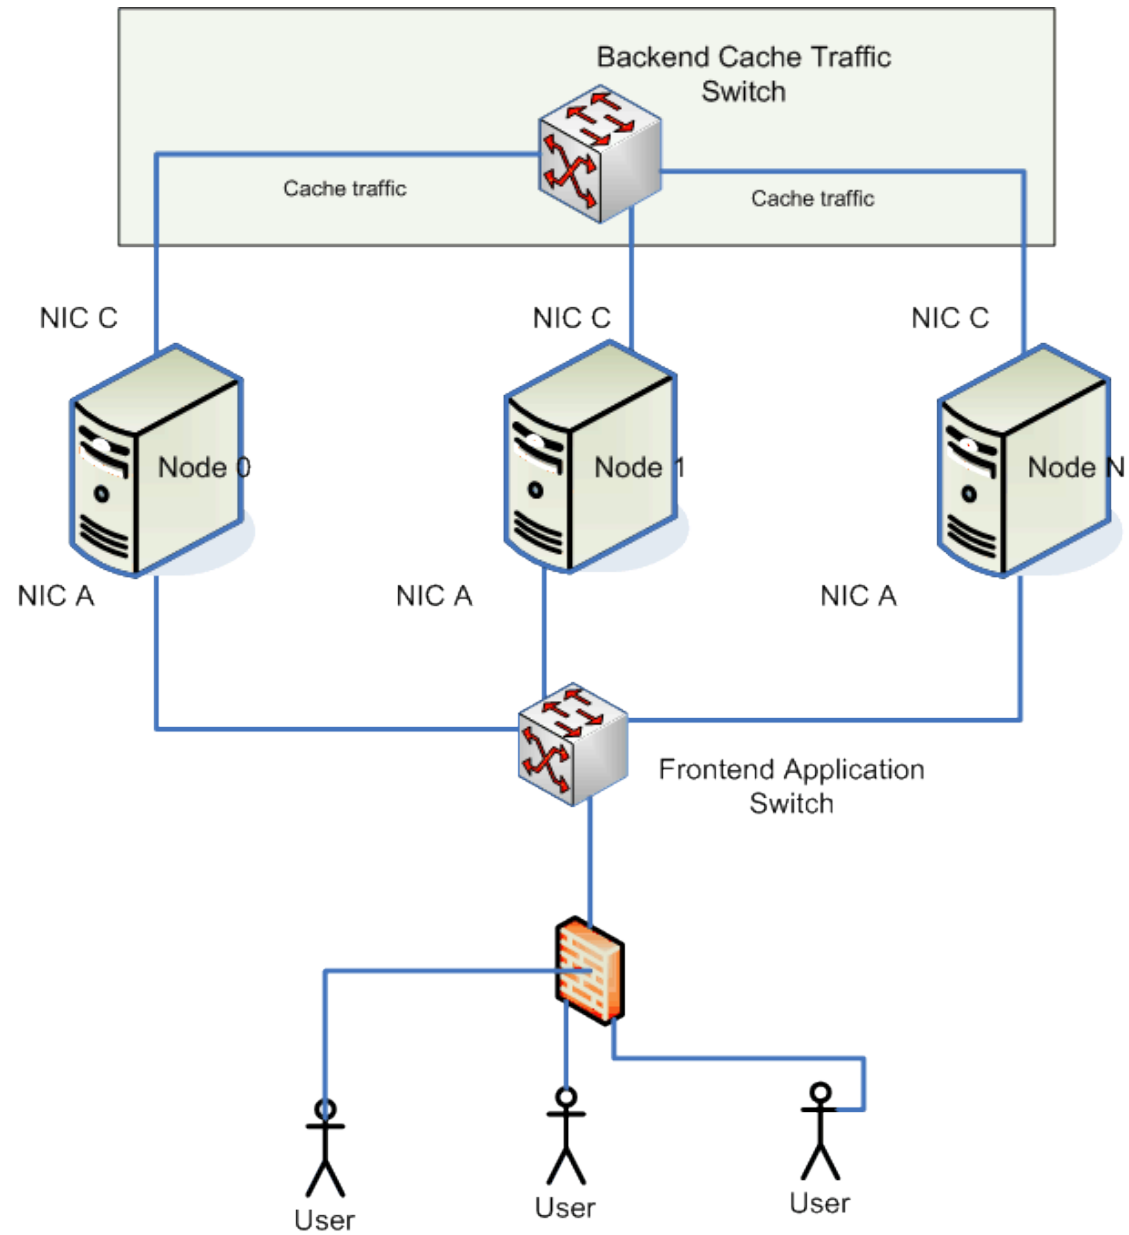 Backend Cache Traffic
Switch
Cache traffic
Cache traffic
NIC C
NIC C
NIC C
Node 0
Node 1
Node N
NIC A
NIC A
NIC A
Frontend Application
Switch
User
User
User